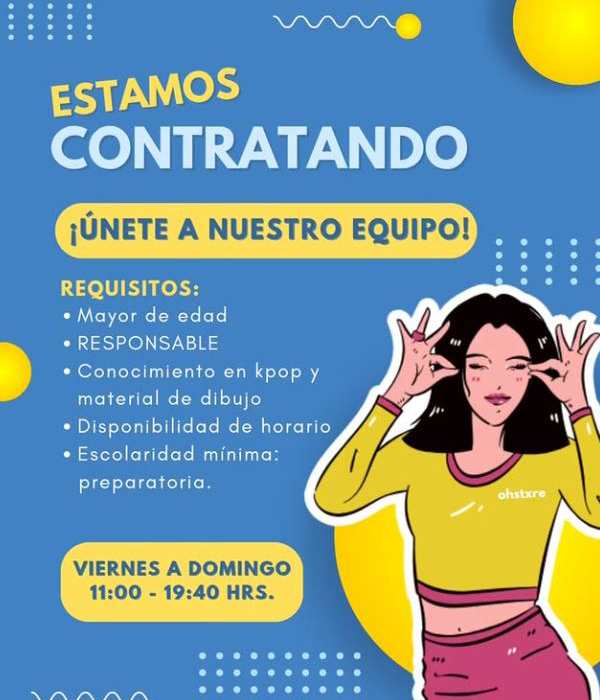 ESTAMOS
CONTRATANDO
¡ÚNETE A NUESTRO EQUIPO!
REQUISITOS:
• Mayor de edad
• RESPONSABLE
• Conocimiento en kpop y
material de dibujo
• Disponibilidad de horario
• Escolaridad mínima:
preparatoria.
ohstxre
VIERNES A DOMINGO
11:00 - 19:40 HRS.